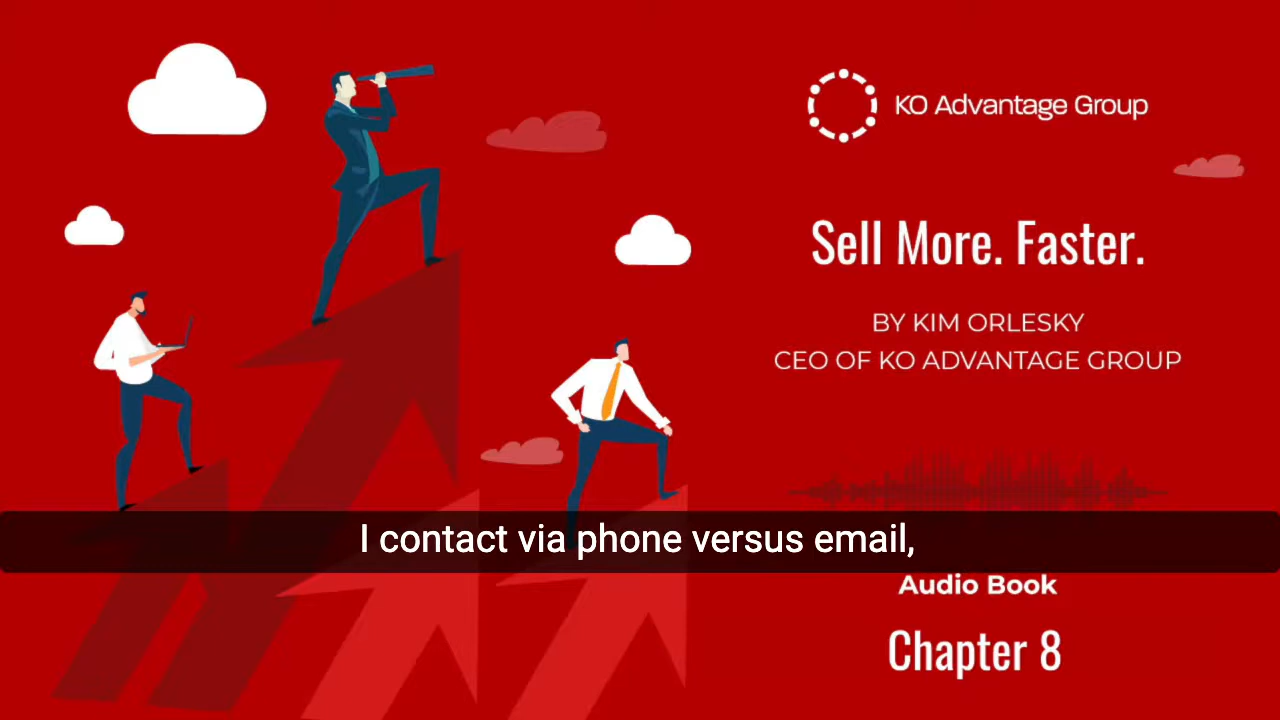 KO Advantage Group
Sell More. Faster.
BY KIM ORLESKY
CEO OF KO ADVANTAGE GROUP
I contact via phone versus email,
Audio Book
Chapter 8